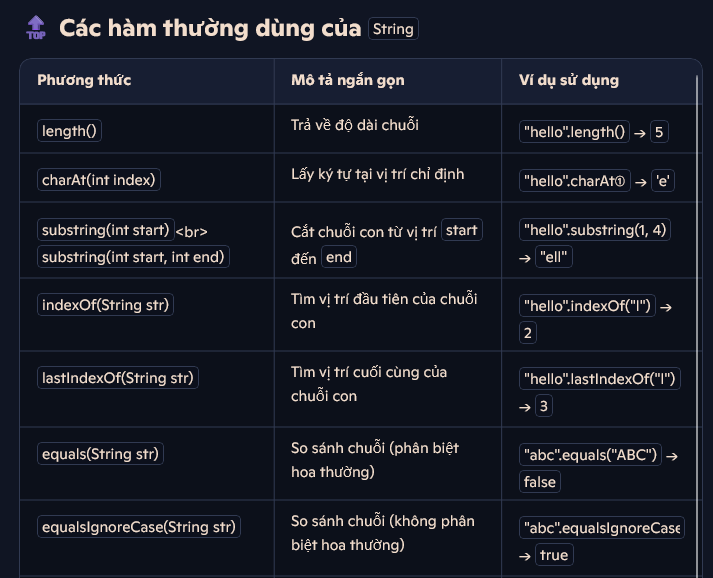 TOP Các hàm thường dùng của String
Phương thức Mô tả ngắn gọn Ví dụ sử dụng
length() Trả về độ dài chuỗi "hello".length() → 5
charAt(int index) Lấy ký tự tại vị trí chỉ định "hello".charAt① → 'e'
substring(int start)<br>
substring(int start, int end)
Cắt chuỗi con từ vị trí start
đến end
"hello".substring(1, 4)
→ "ell"
indexOf(String str)
Tìm vị trí đầu tiên của chuỗi
con
"hello".indexOf("l") →
2
lastIndexOf(String str)
Tìm vị trí cuối cùng của
chuỗi con
"hello".lastIndexOf("l")
→ 3
equals(String str)
So sánh chuỗi (phân biệt
hoa thường)
"abc".equals("ABC") →
false
equalsIgnoreCase(String str)
So sánh chuỗi (không phân
biệt hoa thường)
"abc".equalsIgnoreCase
→ true